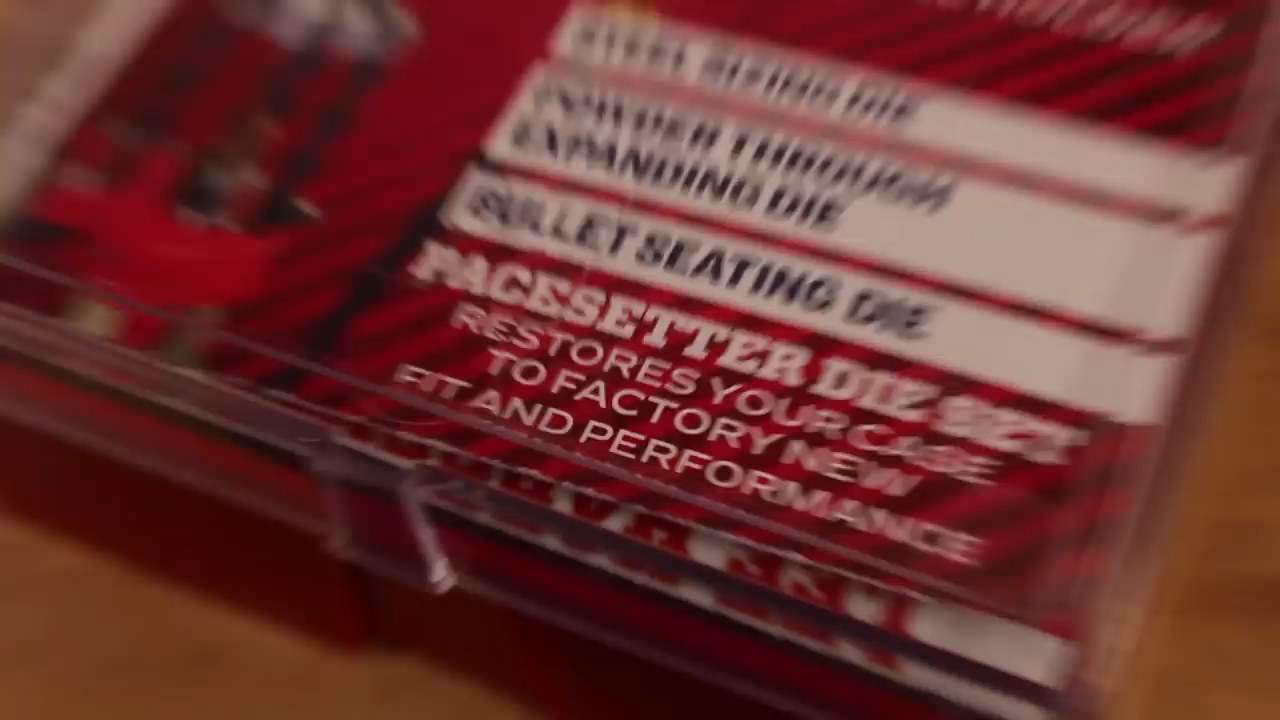 STEEL SIZING DIE
POWDER THROUGH
EXPANDING DIE
BULLET SEATING DIE
PACESETTER DIE SET
RESTORES YOUR CASE
TO FACTORY NEW
FIT AND PERFORMANCE